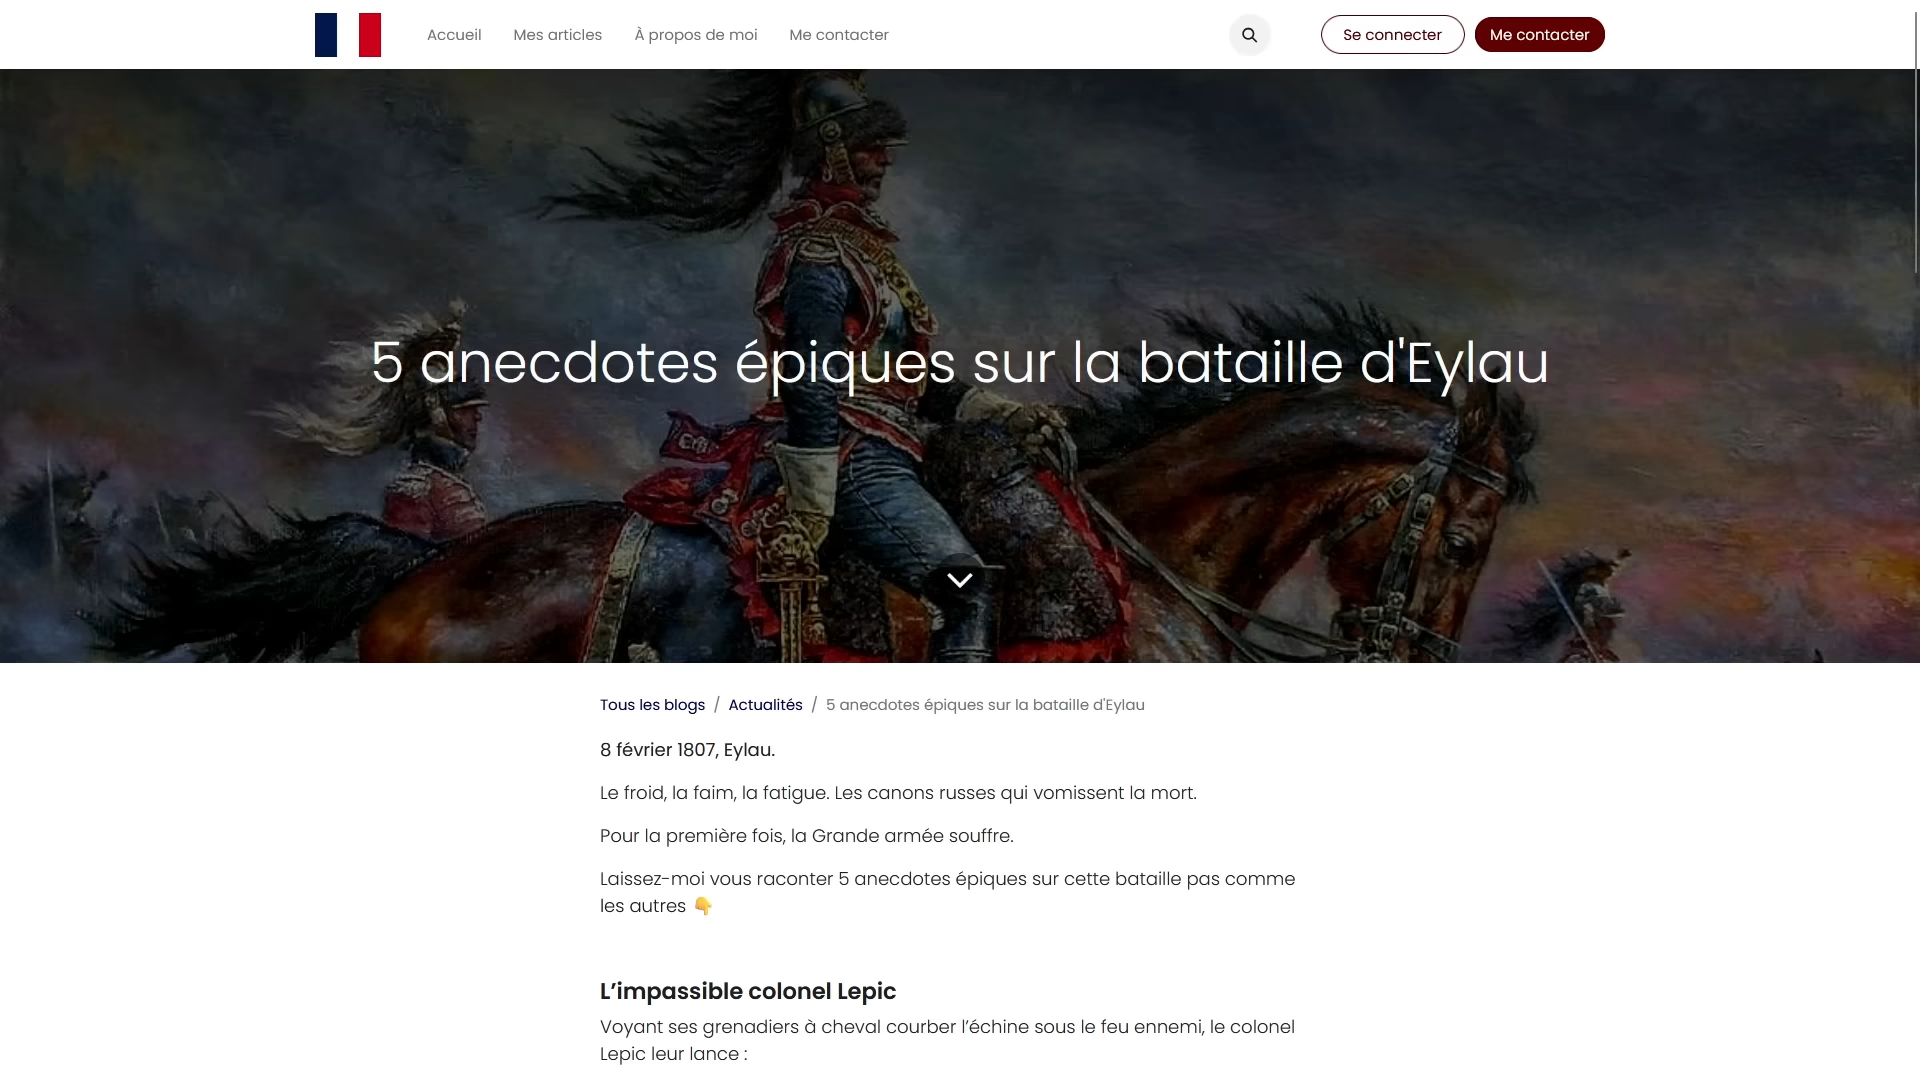 Accueil
Mes articles
À propos de moi
Me contacter
Se connecter
Me contacter
5 anecdotes épiques sur la bataille d'Eylau
Tous les blogs / Actualités / 5 anecdotes épiques sur la bataille d'Eylau
8 février 1807, Eylau.
Le froid, la faim, la fatigue. Les canons russes qui vomissent la mort.
Pour la première fois, la Grande armée souffre.
Laissez-moi vous raconter 5 anecdotes épiques sur cette bataille pas comme
les autres 👇
L’impassible colonel Lepic
Voyant ses grenadiers à cheval courber l’échine sous le feu ennemi, le colonel
Lepic leur lance :